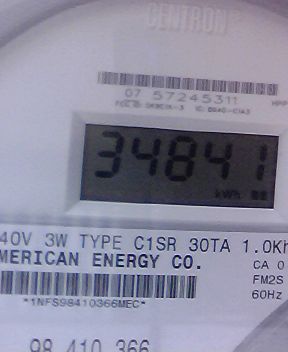 CENTRON
07 57245311
34841
kWh
40V 3W TYPE C1SR 30TA 1.0Kh
MERICAN ENERGY CO.
CA 0
FM2S
60Hz
*1NFS98410366MEC*
98 410 366